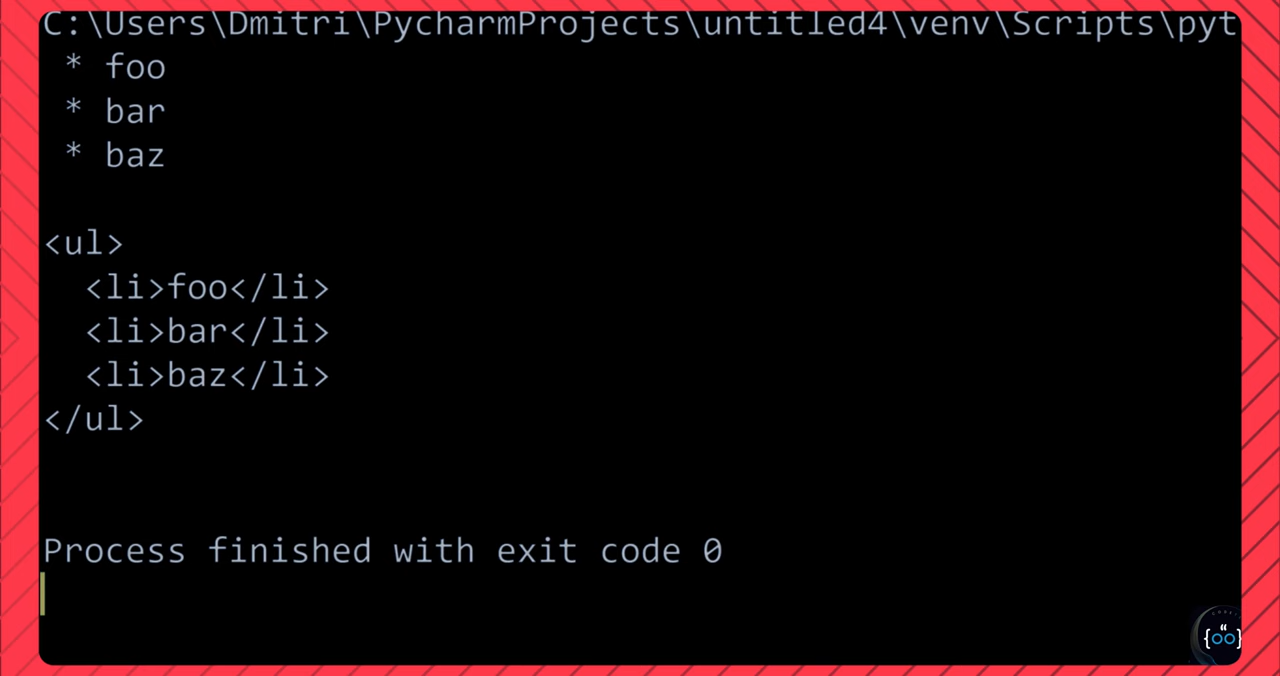 C:\Users\Dmitri\PycharmProjects\untitled4\venv\Scripts\pyt
 * foo
 * bar
 * baz
<ul>
  <li>foo</li>
  <li>bar</li>
  <li>baz</li>
</ul>
Process finished with exit code 0